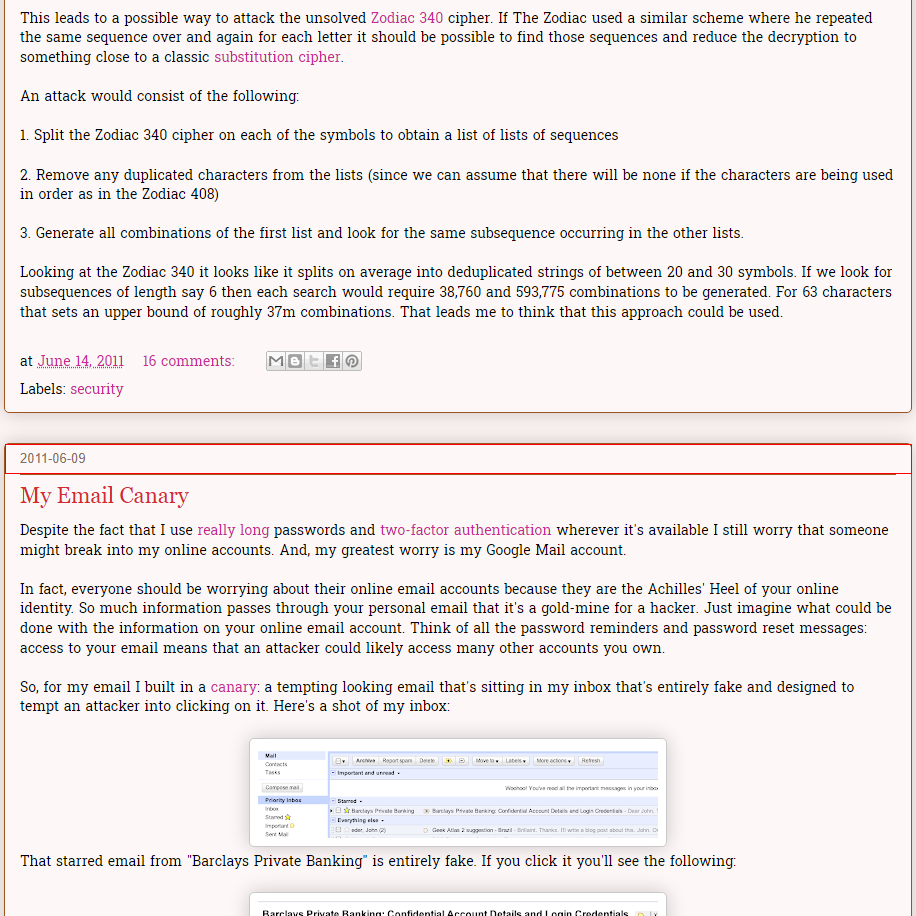 This leads to a possible way to attack the unsolved Zodiac 340 cipher. If The Zodiac used a similar scheme where he repeated
the same sequence over and again for each letter it should be possible to find those sequences and reduce the decryption to
something close to a classic substitution cipher.
An attack would consist of the following:
1. Split the Zodiac 340 cipher on each of the symbols to obtain a list of lists of sequences
2. Remove any duplicated characters from the lists (since we can assume that there will be none if the characters are being used
in order as in the Zodiac 408)
3. Generate all combinations of the first list and look for the same subsequence occurring in the other lists.
Looking at the Zodiac 340 it looks like it splits on average into deduplicated strings of between 20 and 30 symbols. If we look for
subsequences of length say 6 then each search would require 38,760 and 593,775 combinations to be generated. For 63 characters
that sets an upper bound of roughly 37m combinations. That leads me to think that this approach could be used.
at June 14, 2011 16 comments:
Labels: security
2011-06-09
My Email Canary
Despite the fact that I use really long passwords and two-factor authentication wherever it's available I still worry that someone
might break into my online accounts. And, my greatest worry is my Google Mail account.
In fact, everyone should be worrying about their online email accounts because they are the Achilles' Heel of your online
identity. So much information passes through your personal email that it's a gold-mine for a hacker. Just imagine what could be
done with the information on your online email account. Think of all the password reminders and password reset messages:
access to your email means that an attacker could likely access many other accounts you own.
So, for my email I built in a canary: a tempting looking email that's sitting in my inbox that's entirely fake and designed to
tempt an attacker into clicking on it. Here's a shot of my inbox:
Mail
Contacts
Tasks
Compose mail
Priority Inbox
Inbox
Starred
Important
Sent Mail
Archive Report spam Delete Move to Labels More actions Refresh
Important and unread
Woohoo! You've read all the important messages in your inbox
Starred
Barclays Private Banking Barclays Private Banking: Confidential Account Details and Login Credentials - Dear John,
Everything else
eder, John (2) Geek Atlas 2 suggestion - Brazil - Brilliant. Thanks. I'll write a blog post about this. John.
That starred email from "Barclays Private Banking" is entirely fake. If you click it you'll see the following:
Barclays Private Banking: Confidential Account Details and Login Credentials